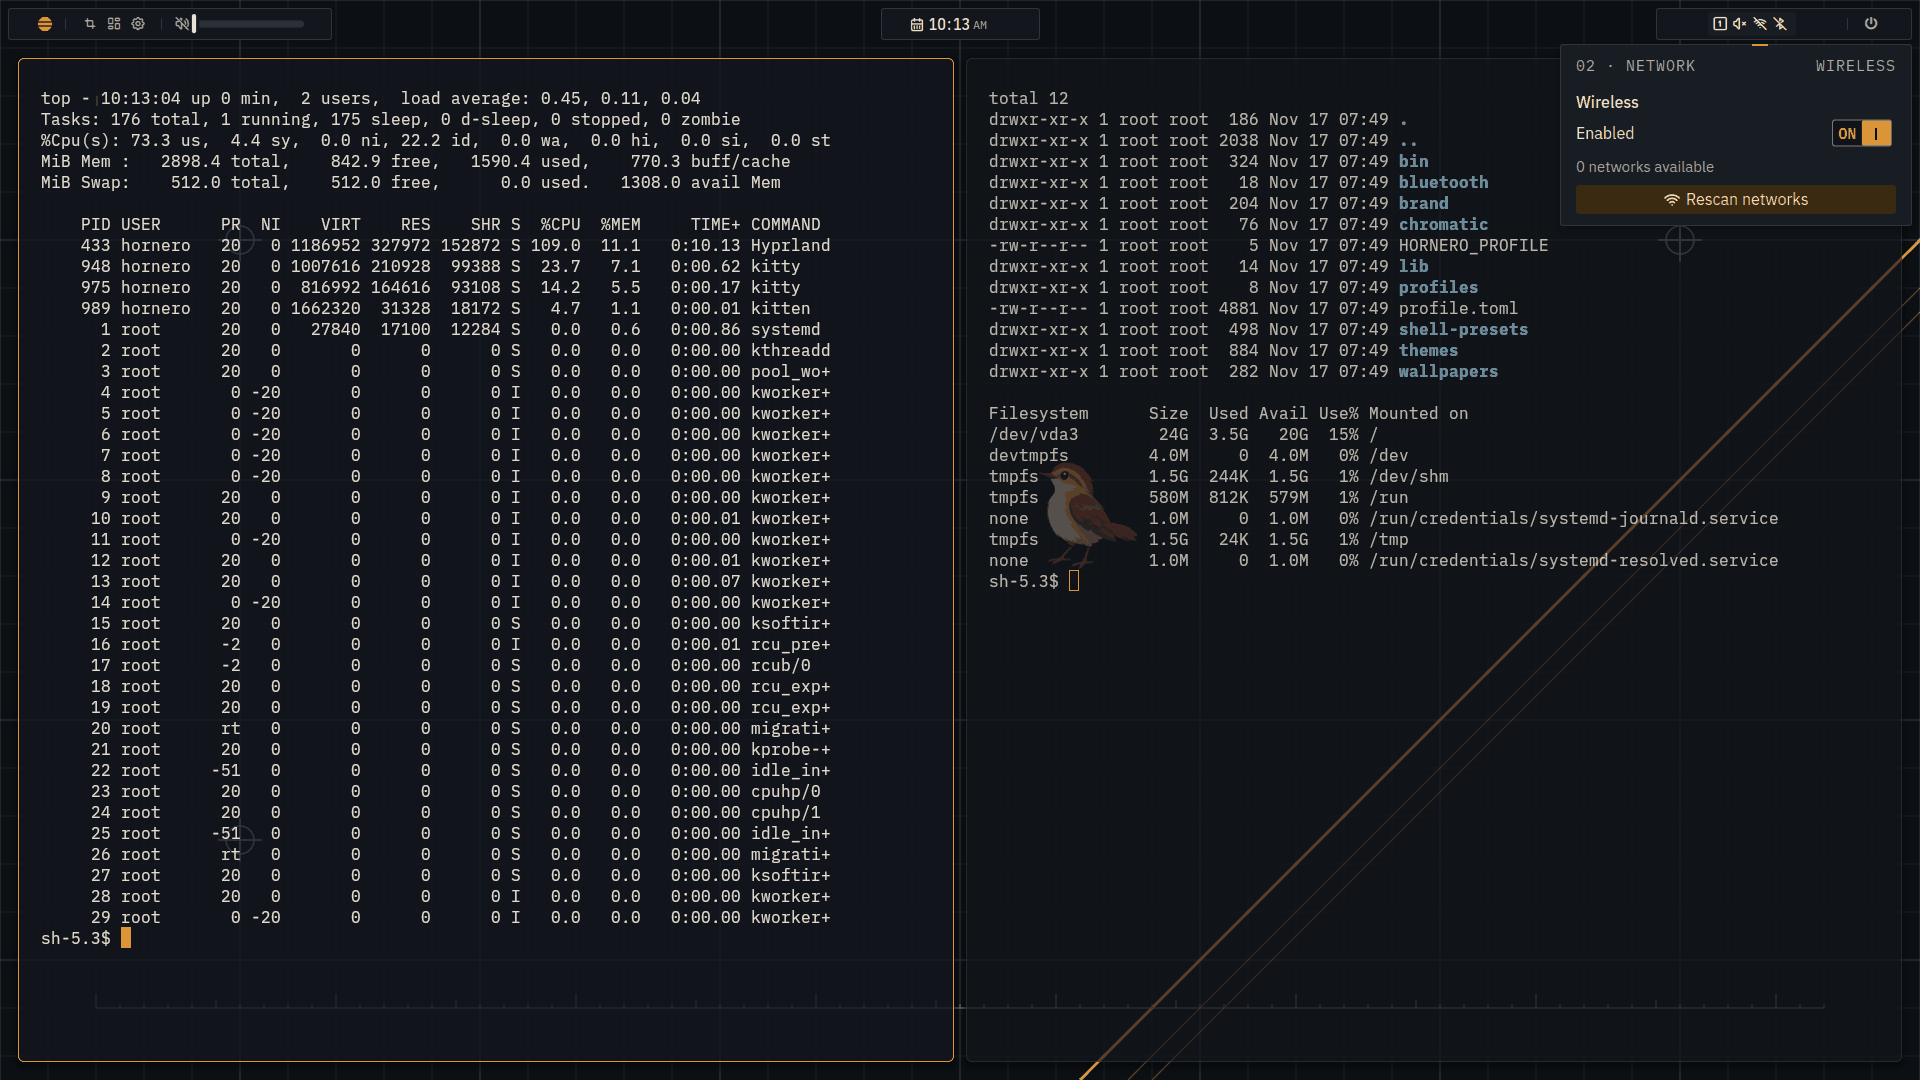 10:13 AM
1
top - 10:13:04 up 0 min,  2 users,  load average: 0.45, 0.11, 0.04
Tasks: 176 total, 1 running, 175 sleep, 0 d-sleep, 0 stopped, 0 zombie
%Cpu(s): 73.3 us,  4.4 sy,  0.0 ni, 22.2 id,  0.0 wa,  0.0 hi,  0.0 si,  0.0 st
MiB Mem :   2898.4 total,    842.9 free,   1590.4 used,    770.3 buff/cache
MiB Swap:    512.0 total,    512.0 free,      0.0 used.   1308.0 avail Mem
PID USER      PR  NI    VIRT    RES    SHR S  %CPU  %MEM     TIME+ COMMAND
433 hornero   20   0 1186952 327972 152872 S 109.0  11.1   0:10.13 Hyprland
948 hornero   20   0 1007616 210928  99388 S  23.7   7.1   0:00.62 kitty
975 hornero   20   0  816992 164616  93108 S  14.2   5.5   0:00.17 kitty
989 hornero   20   0 1662320  31328  18172 S   4.7   1.1   0:00.01 kitten
1 root      20   0   27840  17100  12284 S   0.0   0.6   0:00.86 systemd
2 root      20   0       0      0      0 S   0.0   0.0   0:00.00 kthreadd
3 root      20   0       0      0      0 S   0.0   0.0   0:00.00 pool_wo+
4 root       0 -20       0      0      0 I   0.0   0.0   0:00.00 kworker+
5 root       0 -20       0      0      0 I   0.0   0.0   0:00.00 kworker+
6 root       0 -20       0      0      0 I   0.0   0.0   0:00.00 kworker+
7 root       0 -20       0      0      0 I   0.0   0.0   0:00.00 kworker+
8 root       0 -20       0      0      0 I   0.0   0.0   0:00.00 kworker+
9 root      20   0       0      0      0 I   0.0   0.0   0:00.00 kworker+
10 root      20   0       0      0      0 I   0.0   0.0   0:00.01 kworker+
11 root       0 -20       0      0      0 I   0.0   0.0   0:00.00 kworker+
12 root      20   0       0      0      0 I   0.0   0.0   0:00.01 kworker+
13 root      20   0       0      0      0 I   0.0   0.0   0:00.07 kworker+
14 root       0 -20       0      0      0 I   0.0   0.0   0:00.00 kworker+
15 root      20   0       0      0      0 S   0.0   0.0   0:00.00 ksoftir+
16 root      -2   0       0      0      0 I   0.0   0.0   0:00.01 rcu_pre+
17 root      -2   0       0      0      0 S   0.0   0.0   0:00.00 rcub/0
18 root      20   0       0      0      0 S   0.0   0.0   0:00.00 rcu_exp+
19 root      20   0       0      0      0 S   0.0   0.0   0:00.00 rcu_exp+
20 root      rt   0       0      0      0 S   0.0   0.0   0:00.00 migrati+
21 root      20   0       0      0      0 S   0.0   0.0   0:00.00 kprobe-+
22 root     -51   0       0      0      0 S   0.0   0.0   0:00.00 idle_in+
23 root      20   0       0      0      0 S   0.0   0.0   0:00.00 cpuhp/0
24 root      20   0       0      0      0 S   0.0   0.0   0:00.00 cpuhp/1
25 root     -51   0       0      0      0 S   0.0   0.0   0:00.00 idle_in+
26 root      rt   0       0      0      0 S   0.0   0.0   0:00.00 migrati+
27 root      20   0       0      0      0 S   0.0   0.0   0:00.00 ksoftir+
28 root      20   0       0      0      0 I   0.0   0.0   0:00.00 kworker+
29 root       0 -20       0      0      0 I   0.0   0.0   0:00.00 kworker+
sh-5.3$
total 12
drwxr-xr-x 1 root root  186 Nov 17 07:49 .
drwxr-xr-x 1 root root 2038 Nov 17 07:49 ..
drwxr-xr-x 1 root root  324 Nov 17 07:49 bin
drwxr-xr-x 1 root root   18 Nov 17 07:49 bluetooth
drwxr-xr-x 1 root root  204 Nov 17 07:49 brand
drwxr-xr-x 1 root root   76 Nov 17 07:49 chromatic
-rw-r--r-- 1 root root    5 Nov 17 07:49 HORNERO_PROFILE
drwxr-xr-x 1 root root   14 Nov 17 07:49 lib
drwxr-xr-x 1 root root    8 Nov 17 07:49 profiles
-rw-r--r-- 1 root root 4881 Nov 17 07:49 profile.toml
drwxr-xr-x 1 root root  498 Nov 17 07:49 shell-presets
drwxr-xr-x 1 root root  884 Nov 17 07:49 themes
drwxr-xr-x 1 root root  282 Nov 17 07:49 wallpapers
Filesystem      Size  Used Avail Use% Mounted on
/dev/vda3        24G  3.5G   20G  15% /
devtmpfs        4.0M     0  4.0M   0% /dev
tmpfs           1.5G  244K  1.5G   1% /dev/shm
tmpfs           580M  812K  579M   1% /run
none            1.0M     0  1.0M   0% /run/credentials/systemd-journald.service
tmpfs           1.5G   24K  1.5G   1% /tmp
none            1.0M     0  1.0M   0% /run/credentials/systemd-resolved.service
sh-5.3$
02 · NETWORK WIRELESS
Wireless
Enabled ON
0 networks available
Rescan networks